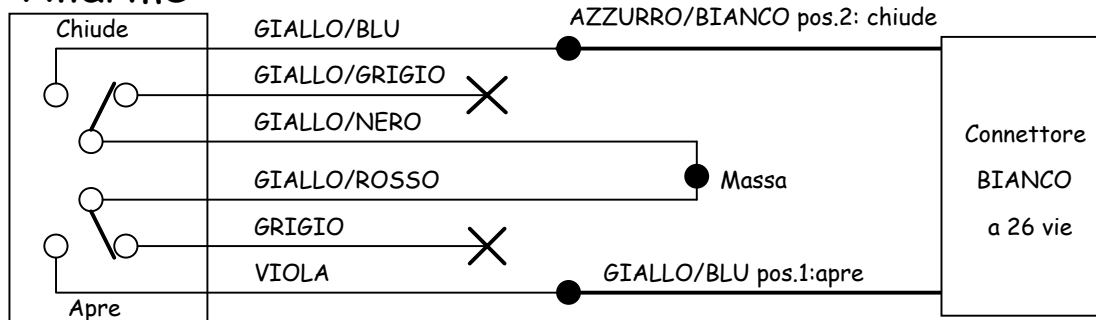 Chiude
GIALLO/BLU
AZZURRO/BIANCO pos.2: chiude
GIALLO/GRIGIO
GIALLO/NERO
Connettore
BIANCO
a 26 vie
GIALLO/ROSSO
Massa
GRIGIO
VIOLA
GIALLO/BLU pos.1:apre
Apre